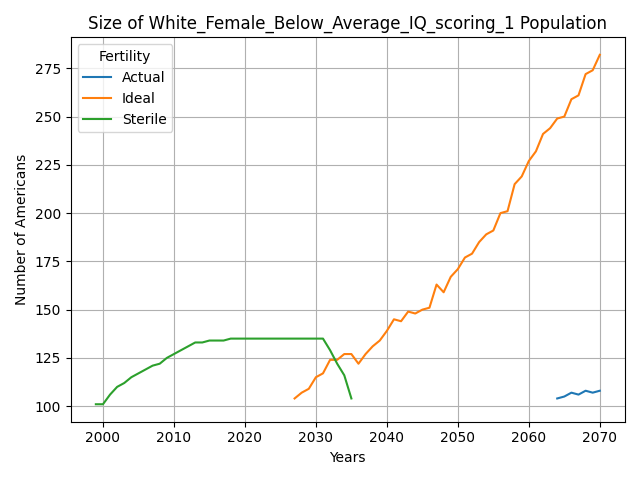 Size of White_Female_Below_Average_IQ_scoring_1 Population
Fertility
Actual
Ideal
Sterile
275
250
225
200
175
150
125
100
Number of Americans
2000 2010 2020 2030 2040 2050 2060 2070
Years